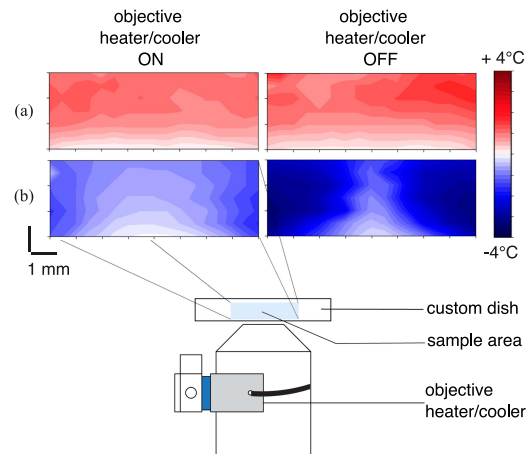 objective
heater/cooler
ON
objective
heater/cooler
OFF
+ 4°C
(a)
(b)
-4°C
1 mm
custom dish
sample area
objective
heater/cooler